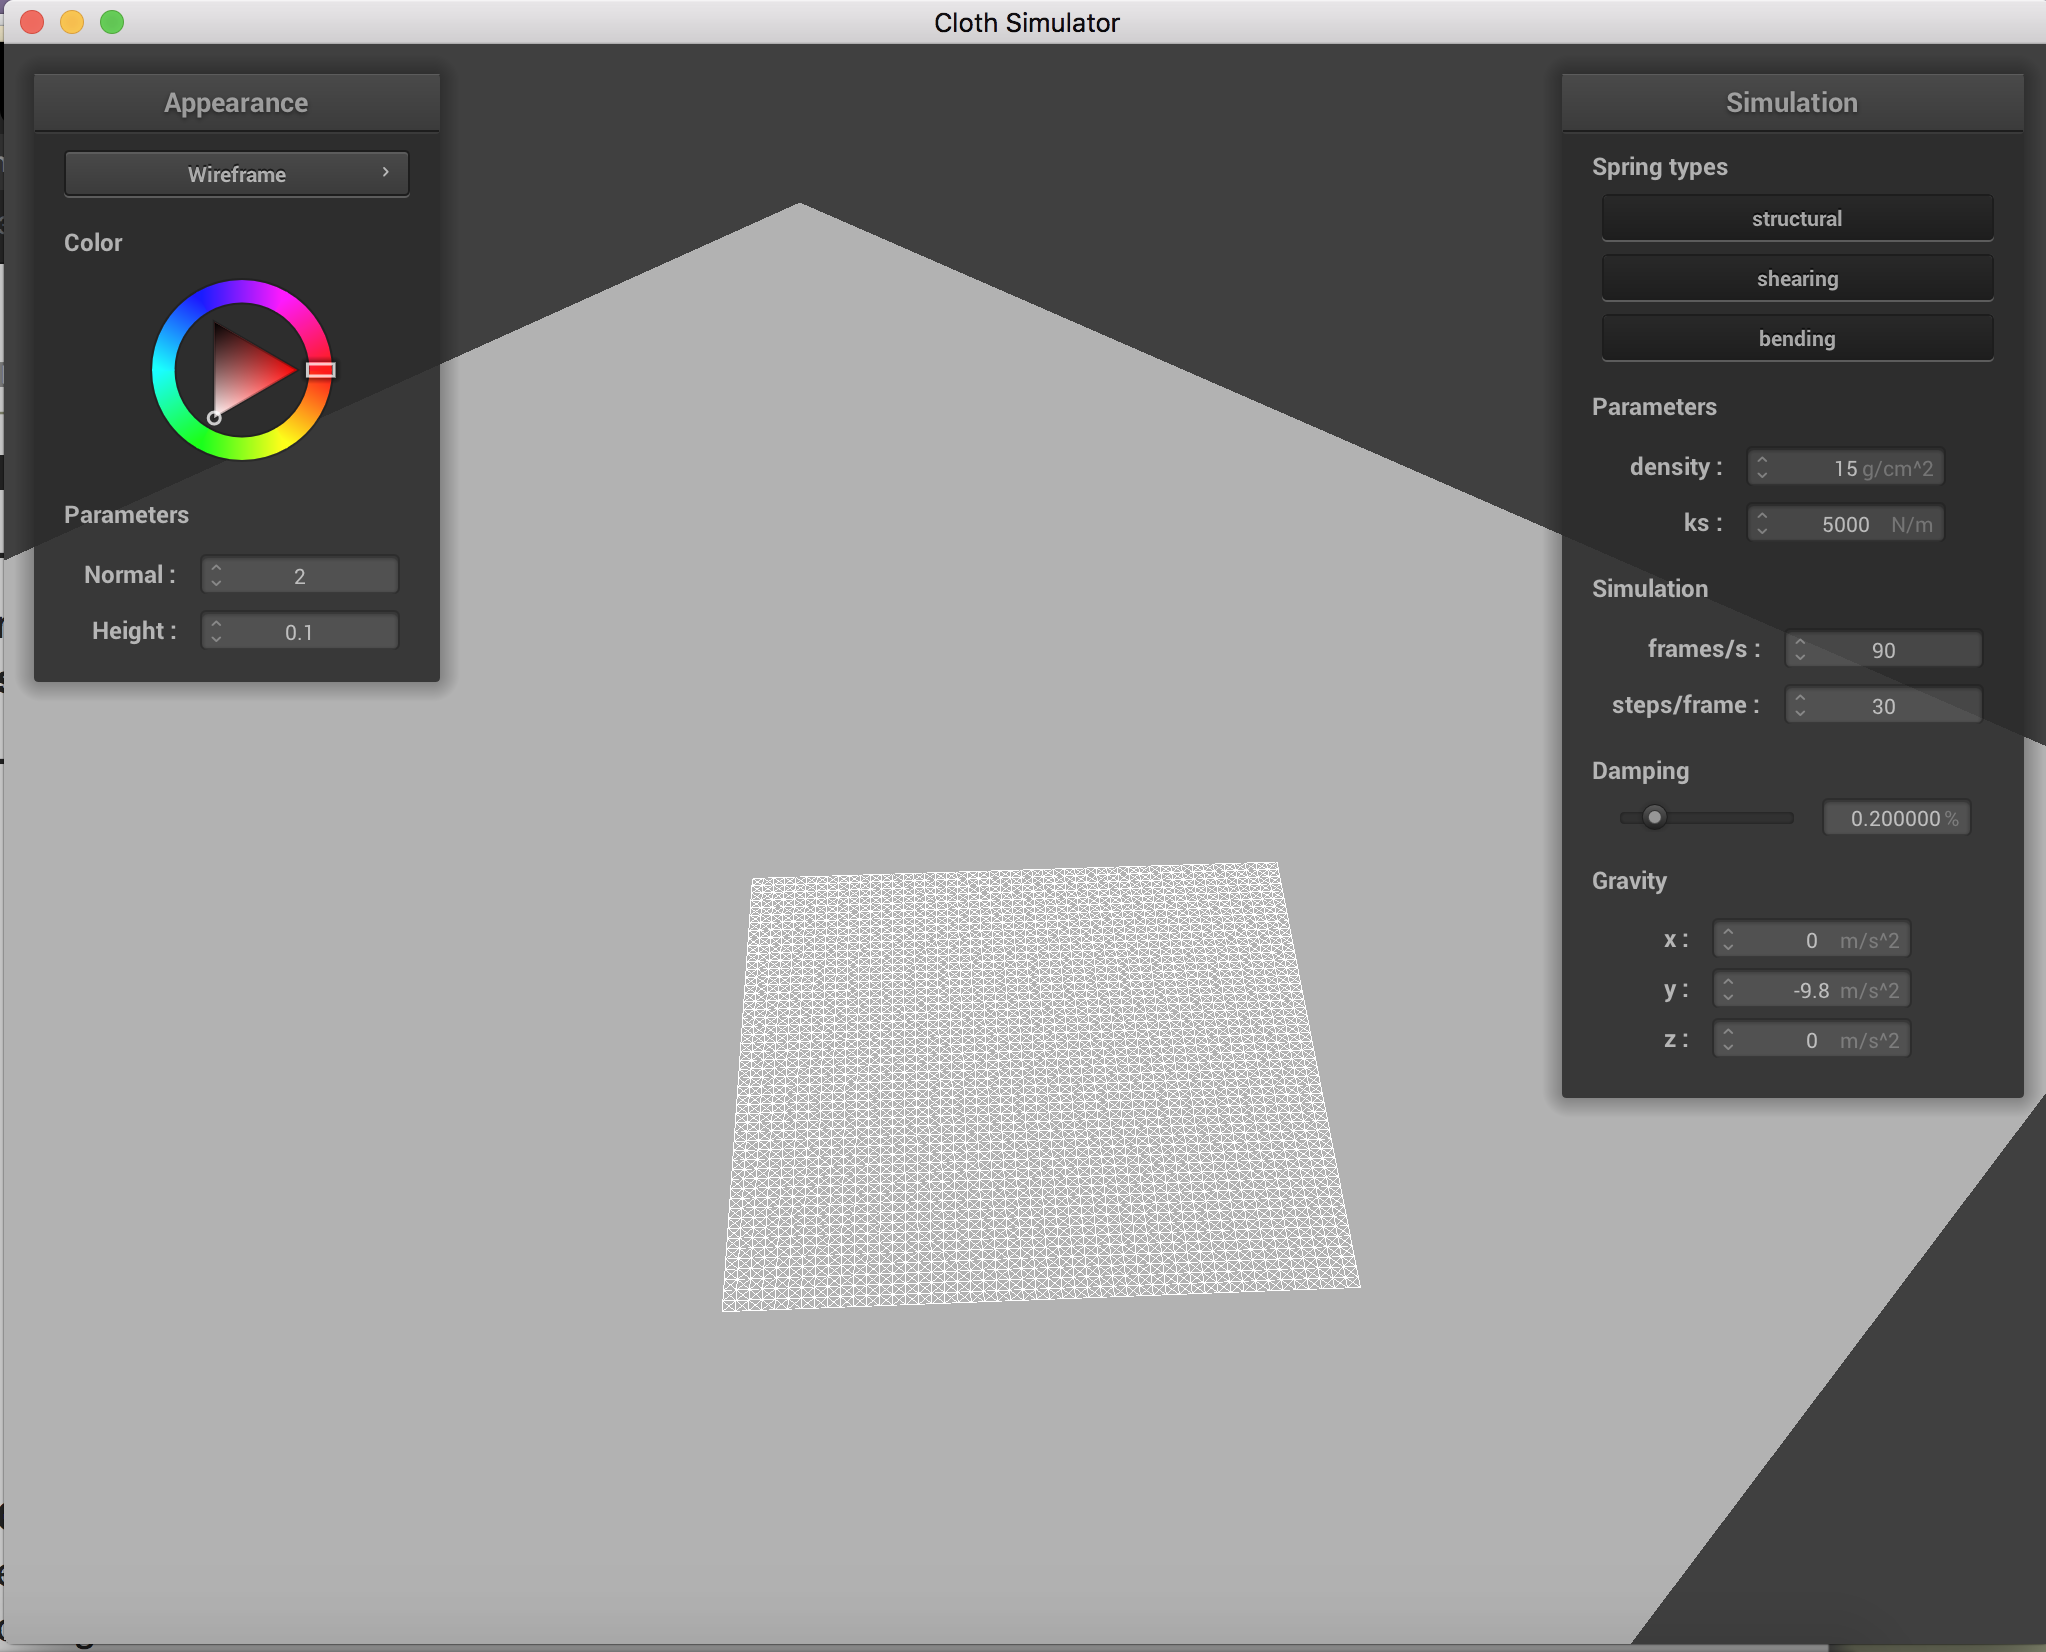 Cloth Simulator
Appearance
Wireframe
Color
Parameters
Normal : 2
Height : 0.1
Simulation
Spring types
structural
shearing
bending
Parameters
density : 15 g/cm^2
ks : 5000 N/m
Simulation
frames/s : 90
steps/frame : 30
Damping
0.200000 %
Gravity
x : 0 m/s^2
y : -9.8 m/s^2
z : 0 m/s^2